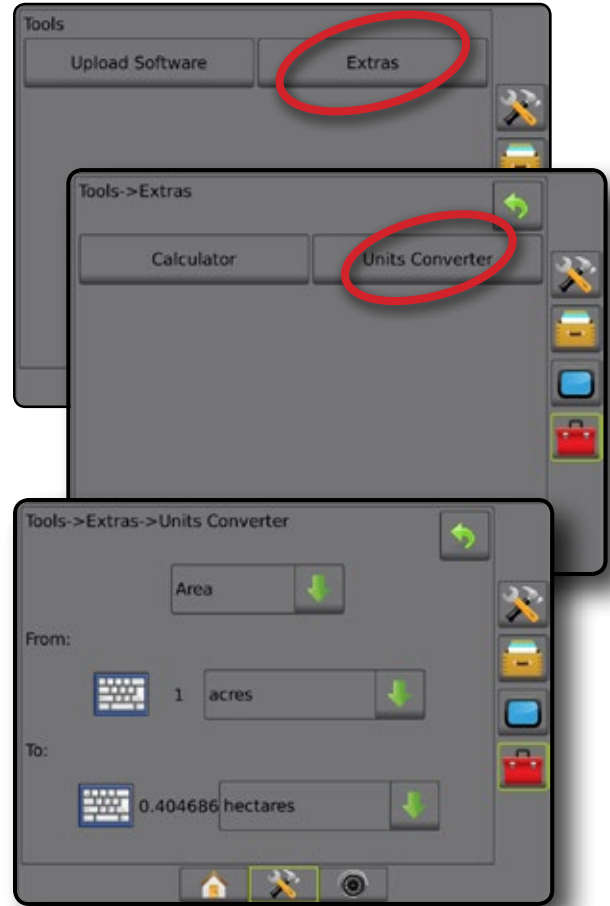 Tools
Upload Software Extras
Tools->Extras
Calculator Units Converter
Tools->Extras->Units Converter
Area
From:
1 acres
To:
0.404686 hectares